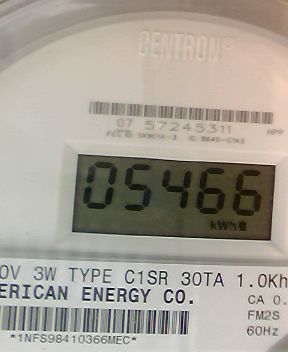 CENTRON®
07 57245311
05466
kWh
0V 3W TYPE C1SR 30TA 1.0Kh
ERICAN ENERGY CO.
CA 0.
FM2S
60Hz
*1NFS98410366MEC*